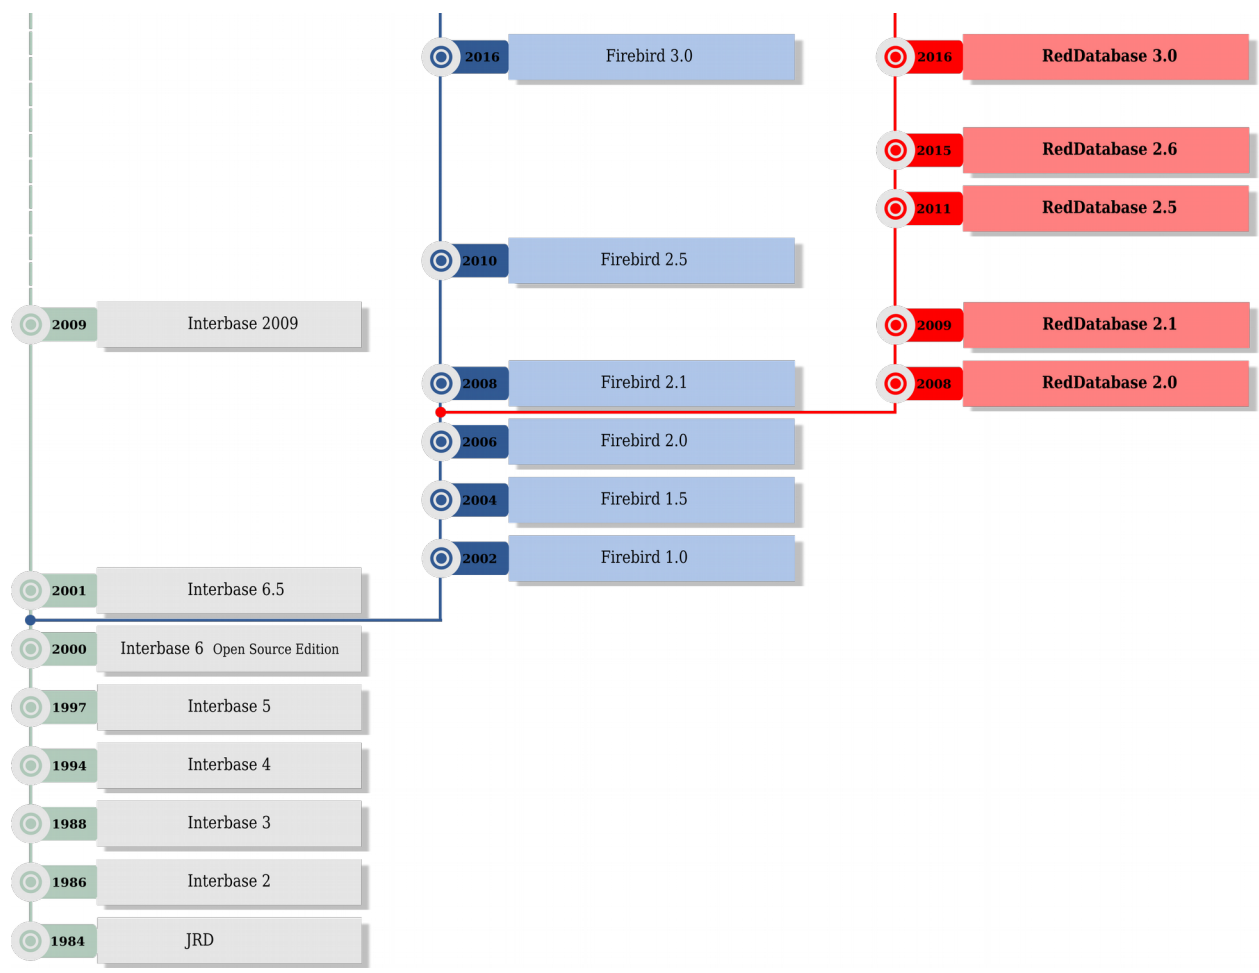 2016 Firebird 3.0
2016 RedDatabase 3.0
2015 RedDatabase 2.6
2011 RedDatabase 2.5
2010 Firebird 2.5
2009 Interbase 2009
2009 RedDatabase 2.1
2008 Firebird 2.1
2008 RedDatabase 2.0
2006 Firebird 2.0
2004 Firebird 1.5
2002 Firebird 1.0
2001 Interbase 6.5
2000 Interbase 6 Open Source Edition
1997 Interbase 5
1994 Interbase 4
1988 Interbase 3
1986 Interbase 2
1984 JRD